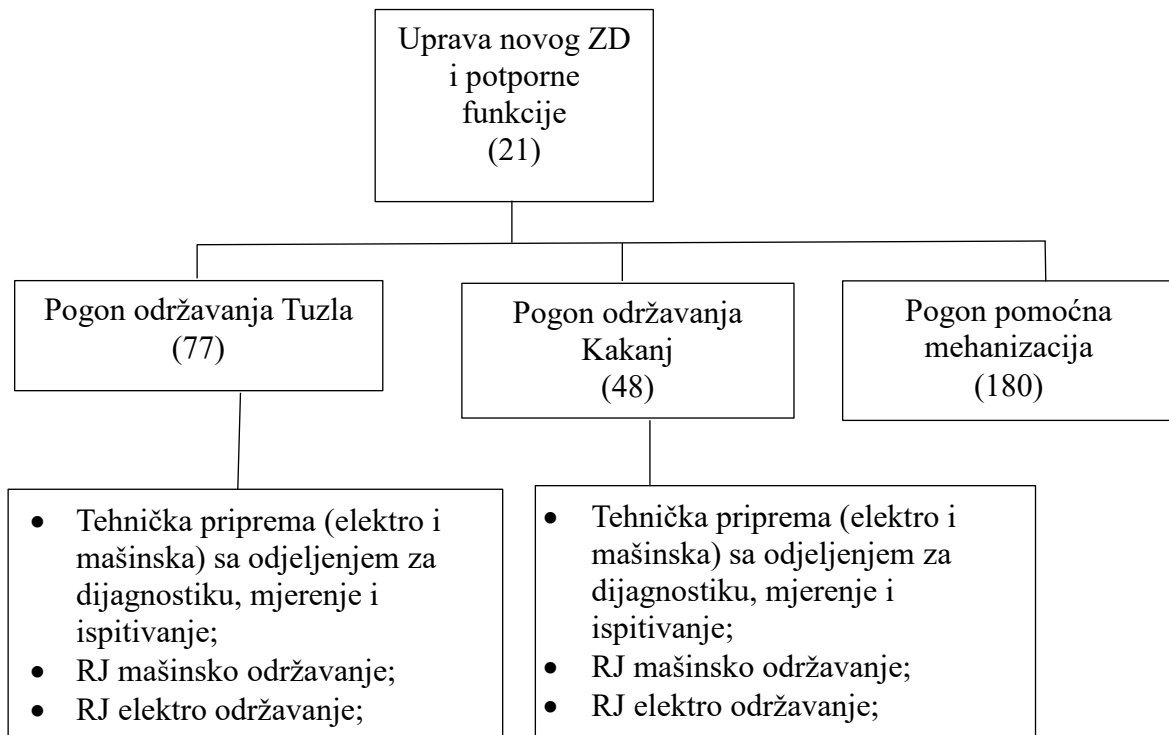 Uprava novog ZD
i potporne
funkcije
(21)
Pogon održavanja Tuzla
(77)
Pogon održavanja
Kakanj
(48)
Pogon pomoćna
mehanizacija
(180)
• Tehnička priprema (elektro i
mašinska) sa odjeljenjem za
dijagnostiku, mjerenje i
ispitivanje;
• RJ mašinsko održavanje;
• RJ elektro održavanje;
• Tehnička priprema (elektro i
mašinska) sa odjeljenjem za
dijagnostiku, mjerenje i
ispitivanje;
• RJ mašinsko održavanje;
• RJ elektro održavanje;